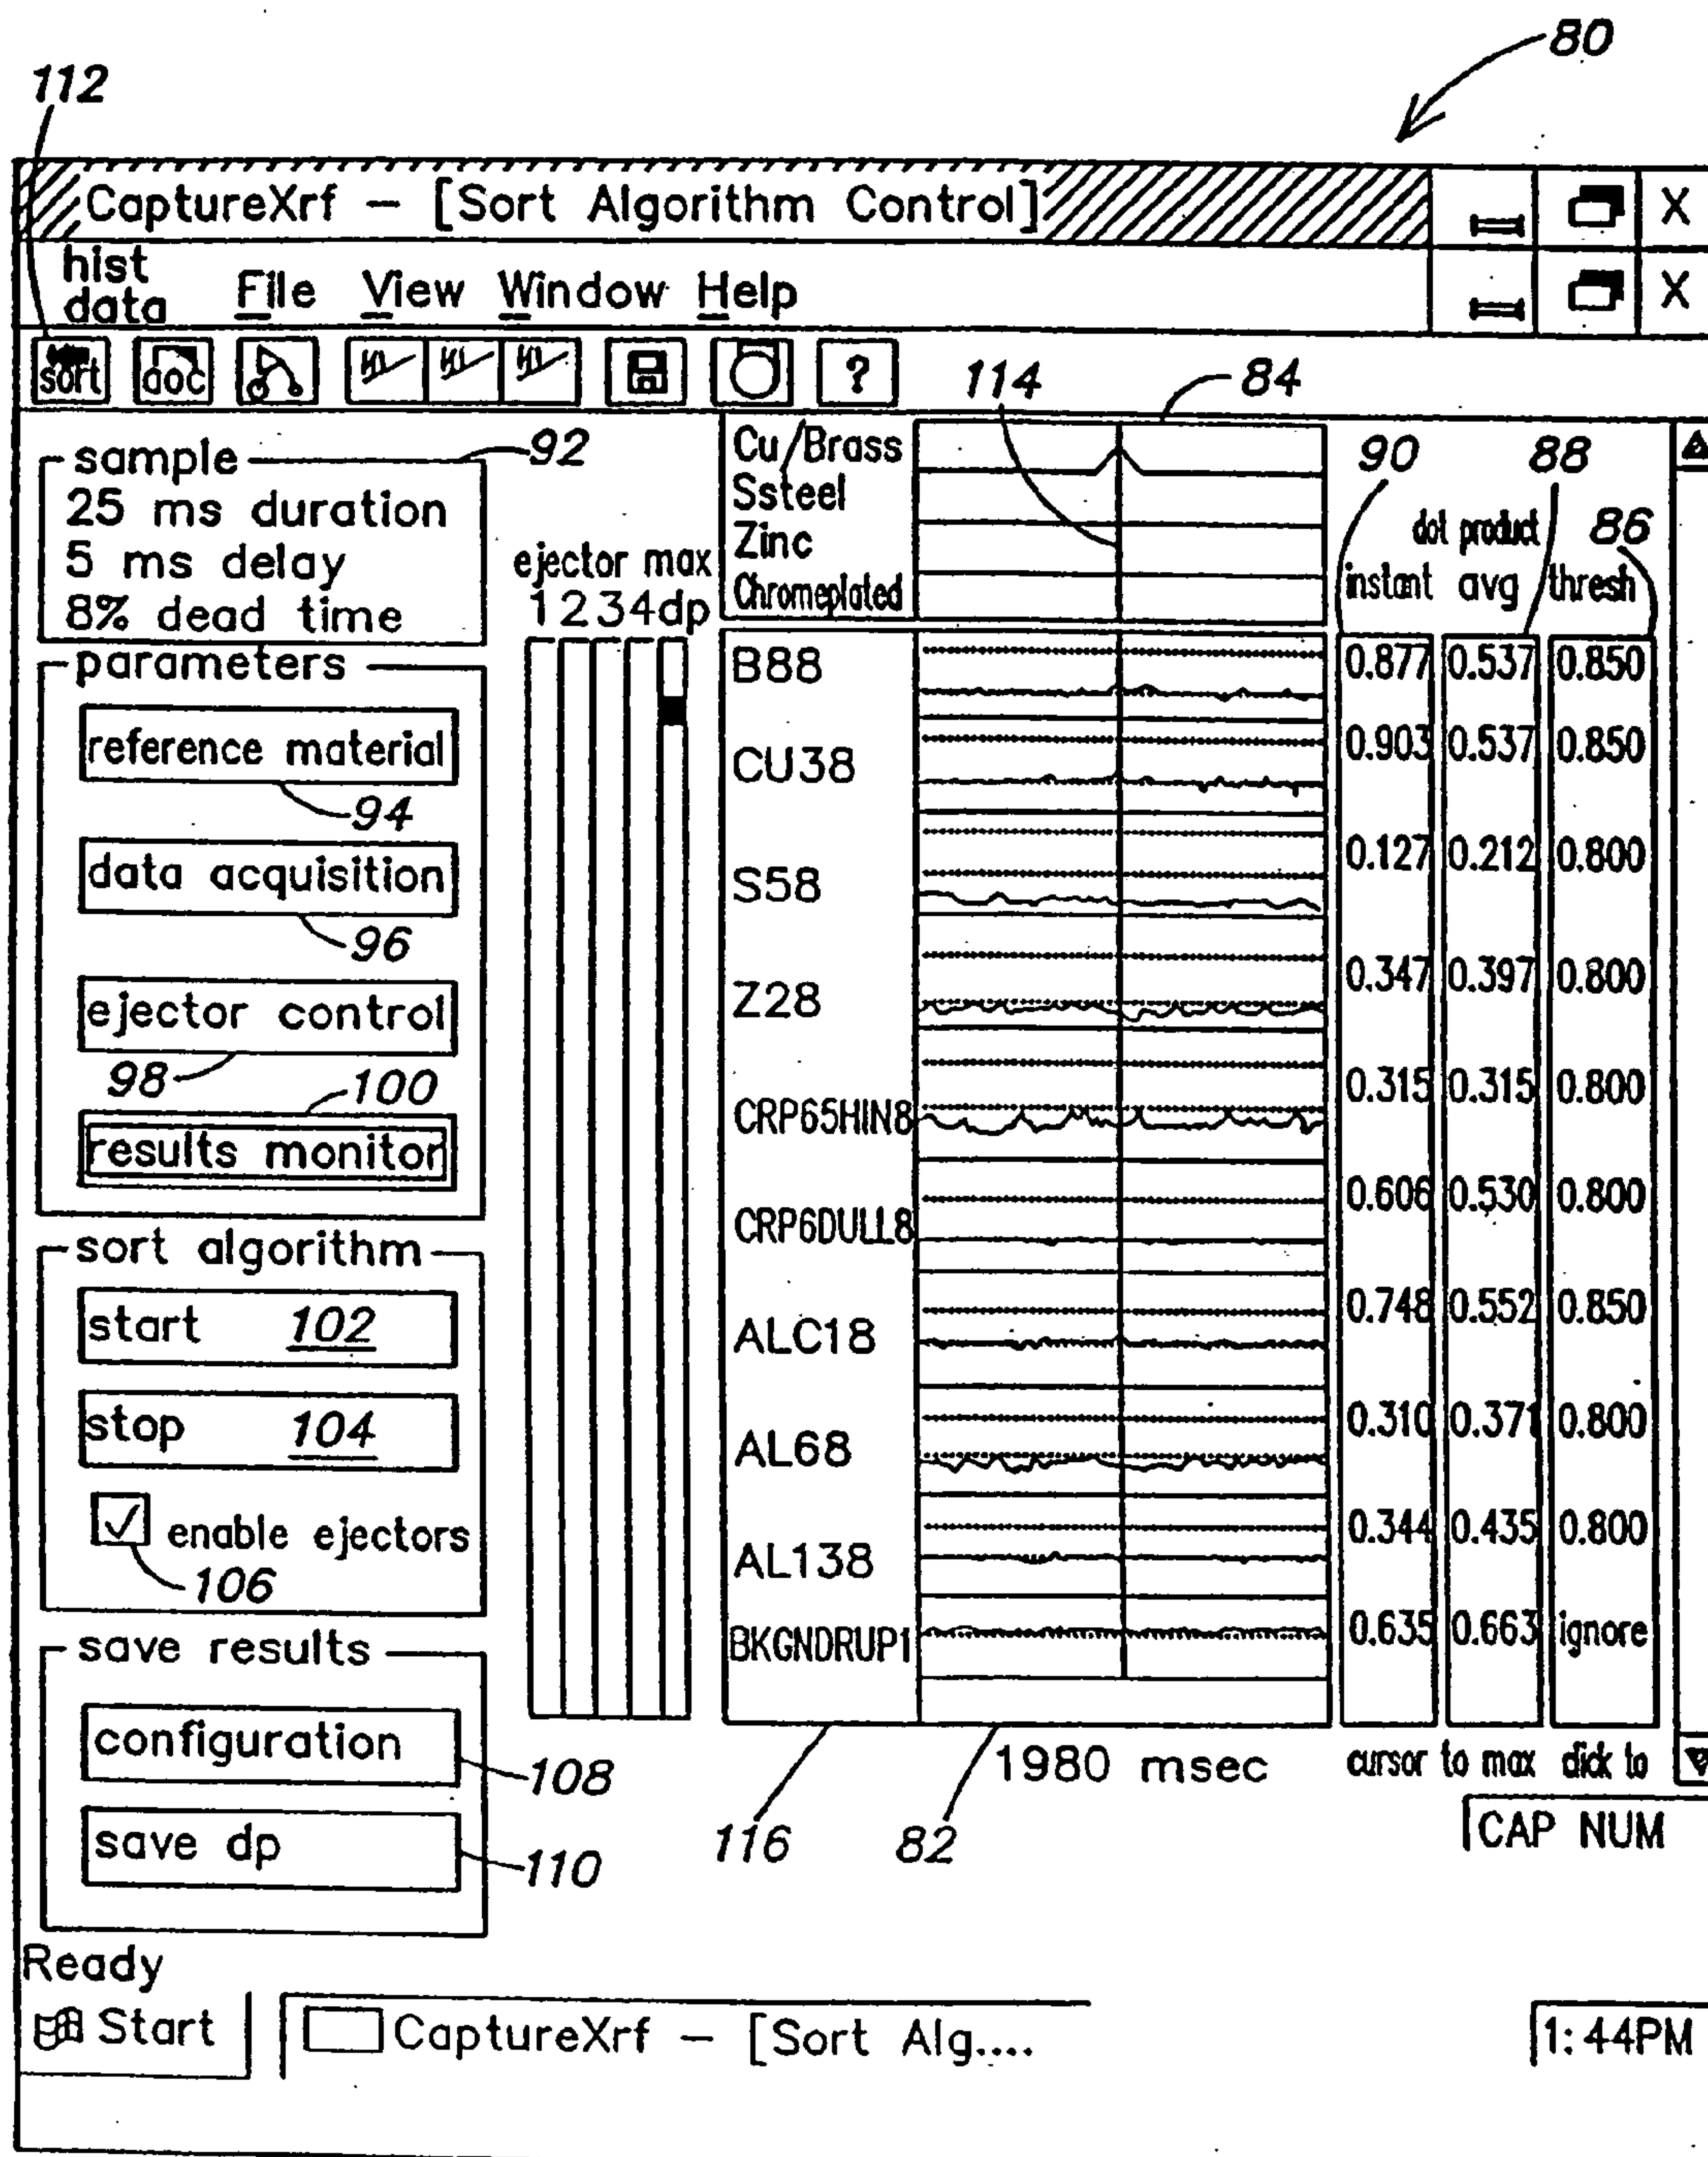 80
112
CaptureXrf - [Sort Algorithm Control]
X
hist data File View Window Help
X
sort doc ?
114
84
sample
92
25 ms duration
5 ms delay
8% dead time
ejector max
1234dp
Cu/Brass
Ssteel
Zinc
Chromeplated
90
88
dot product
86
instant avg thresh
parameters
reference material
94
data acquisition
96
ejector control
98
100
results monitor
B88 0.877 0.537 0.850
CU38 0.903 0.537 0.850
S58 0.127 0.212 0.800
Z28 0.347 0.397 0.800
CRP65HIN8 0.315 0.315 0.800
CRP6DULL8 0.606 0.530 0.800
ALC18 0.748 0.552 0.850
AL68 0.310 0.371 0.800
AL138 0.344 0.435 0.800
BKGNDRUP1 0.635 0.663 ignore
sort algorithm
start 102
stop 104
✓ enable ejectors
106
save results
configuration
108
save dp
110
1980 msec
cursor to max click to
116
82
CAP NUM
Ready
Start
CaptureXrf - [Sort Alg....
1:44PM